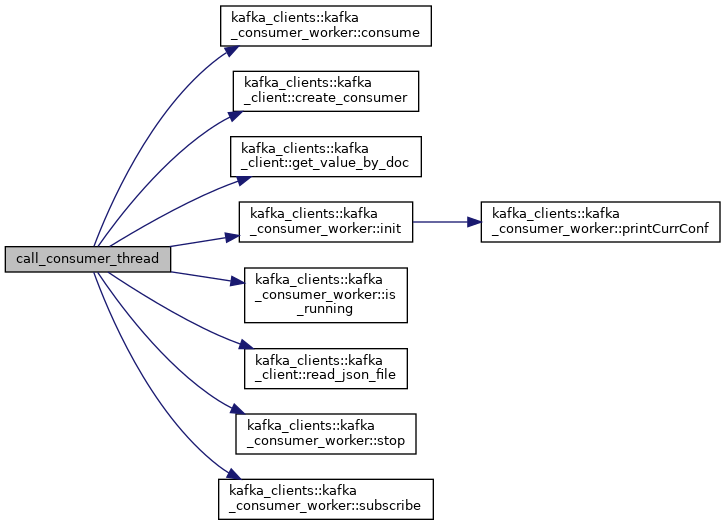 kafka_clients::kafka
_consumer_worker::consume
kafka_clients::kafka
_client::create_consumer
kafka_clients::kafka
_client::get_value_by_doc
kafka_clients::kafka
_consumer_worker::init
kafka_clients::kafka
_consumer_worker::printCurrConf
call_consumer_thread
kafka_clients::kafka
_consumer_worker::is
_running
kafka_clients::kafka
_client::read_json_file
kafka_clients::kafka
_consumer_worker::stop
kafka_clients::kafka
_consumer_worker::subscribe